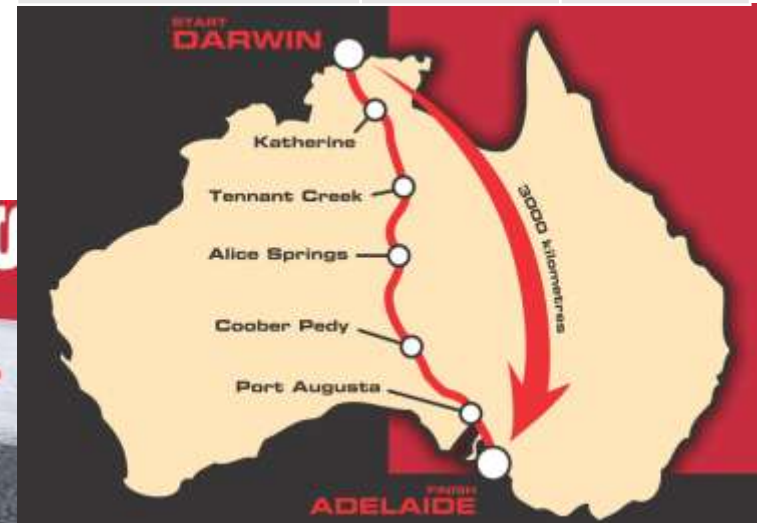 START
DARWIN
Katherine
Tennant Creek
Alice Springs
3000 kilometres
Coober Pedy
Port Augusta
FINISH
ADELAIDE